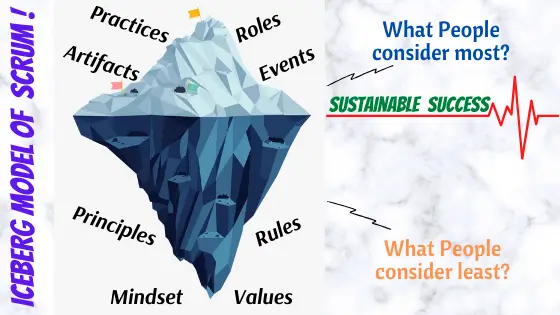 ICEBERG MODEL OF SCRUM !
Practices
Roles
Artifacts
Events
What People
consider most?
SUSTAINABLE SUCCESS
Principles
Rules
Mindset
Values
What People
consider least?